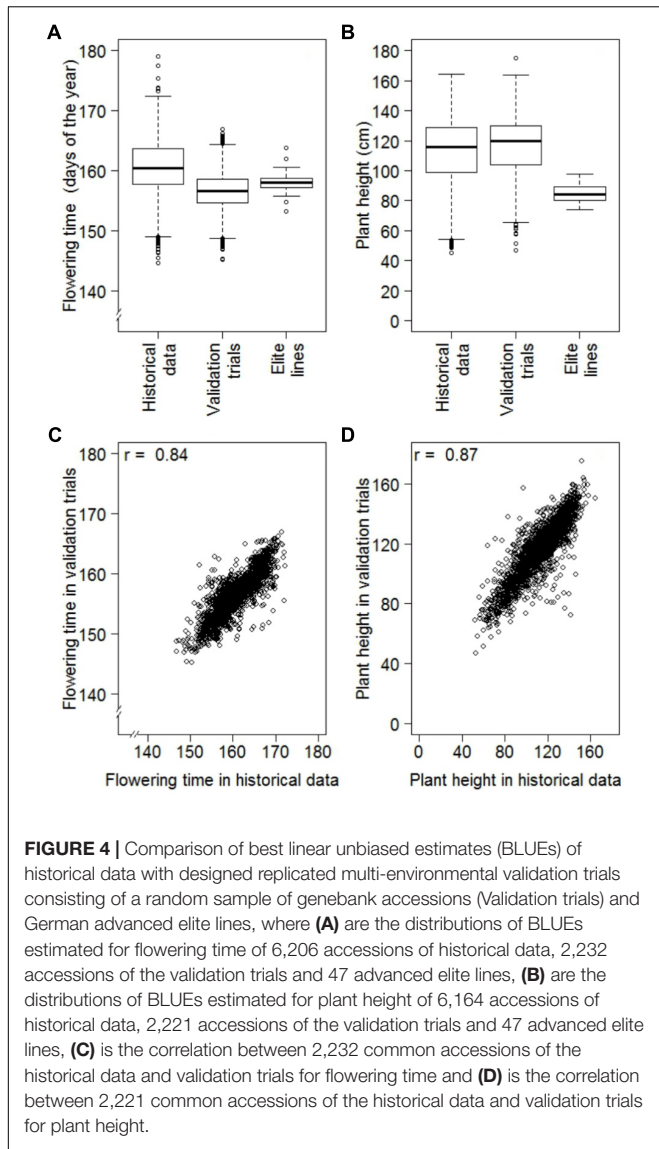 A
B
Flowering time (days of the year)
180
170
160
150
140
Historical data
Validation trials
Elite lines
Plant height (cm)
180
160
140
120
100
80
60
40
20
0
Historical data
Validation trials
Elite lines
C
D
r = 0.84
Flowering time in validation trials
180
170
160
150
140
140 150 160 170 180
Flowering time in historical data
r = 0.87
Plant height in validation trials
160
120
80
40
0
0 40 80 120 160
Plant height in historical data
FIGURE 4 | Comparison of best linear unbiased estimates (BLUEs) of
historical data with designed replicated multi-environmental validation trials
consisting of a random sample of genebank accessions (Validation trials) and
German advanced elite lines, where (A) are the distributions of BLUEs
estimated for flowering time of 6,206 accessions of historical data, 2,232
accessions of the validation trials and 47 advanced elite lines, (B) are the
distributions of BLUEs estimated for plant height of 6,164 accessions of
historical data, 2,221 accessions of the validation trials and 47 advanced elite
lines, (C) is the correlation between 2,232 common accessions of the
historical data and validation trials for flowering time and (D) is the correlation
between 2,221 common accessions of the historical data and validation trials
for plant height.